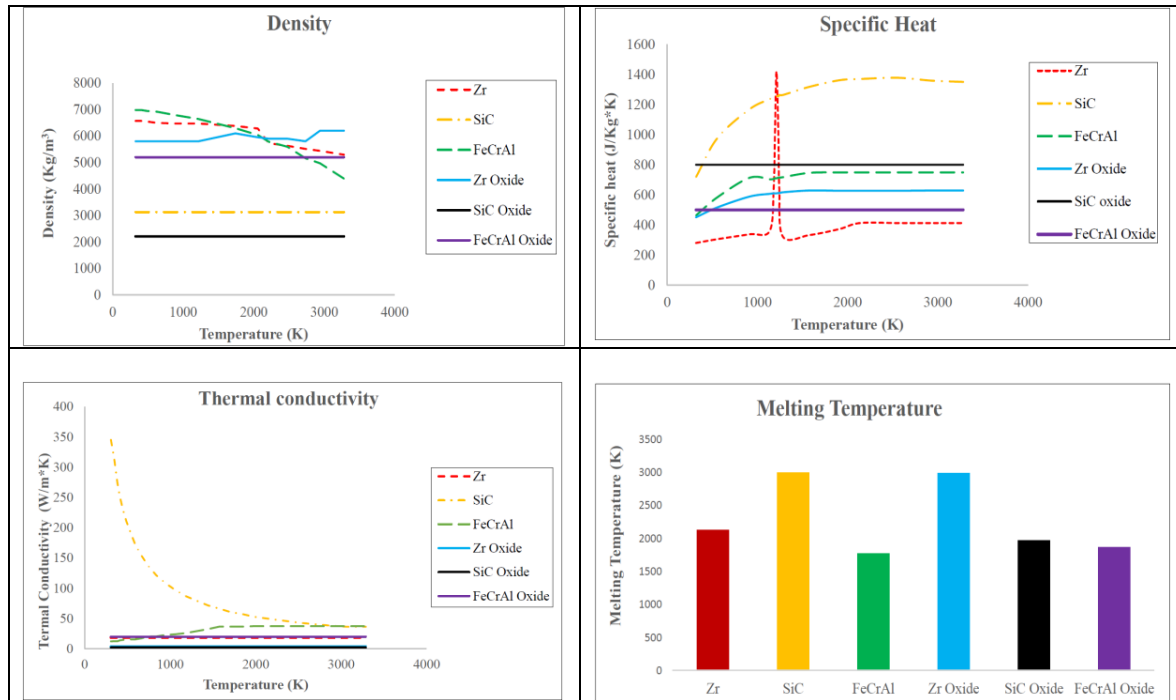 Density
Density (Kg/m³)
8000
7000
6000
5000
4000
3000
2000
1000
0
0 1000 2000 3000 4000
Temperature (K)
Zr
SiC
FeCrAl
Zr Oxide
SiC Oxide
FeCrAl Oxide
Specific Heat
Specific heat (J/Kg*K)
1600
1400
1200
1000
800
600
400
200
0
0 1000 2000 3000 4000
Temperature (K)
Zr
SiC
FeCrAl
Zr Oxide
SiC oxide
FeCrAl Oxide
Thermal conductivity
Termal Conductivity (W/m*K)
400
350
300
250
200
150
100
50
0
0 1000 2000 3000 4000
Temperature (K)
Zr
SiC
FeCrAl
Zr Oxide
SiC Oxide
FeCrAl Oxide
Melting Temperature
Melting Temperature (K)
3500
3000
2500
2000
1500
1000
500
0
Zr SiC FeCrAl Zr Oxide SiC Oxide FeCrAl Oxide